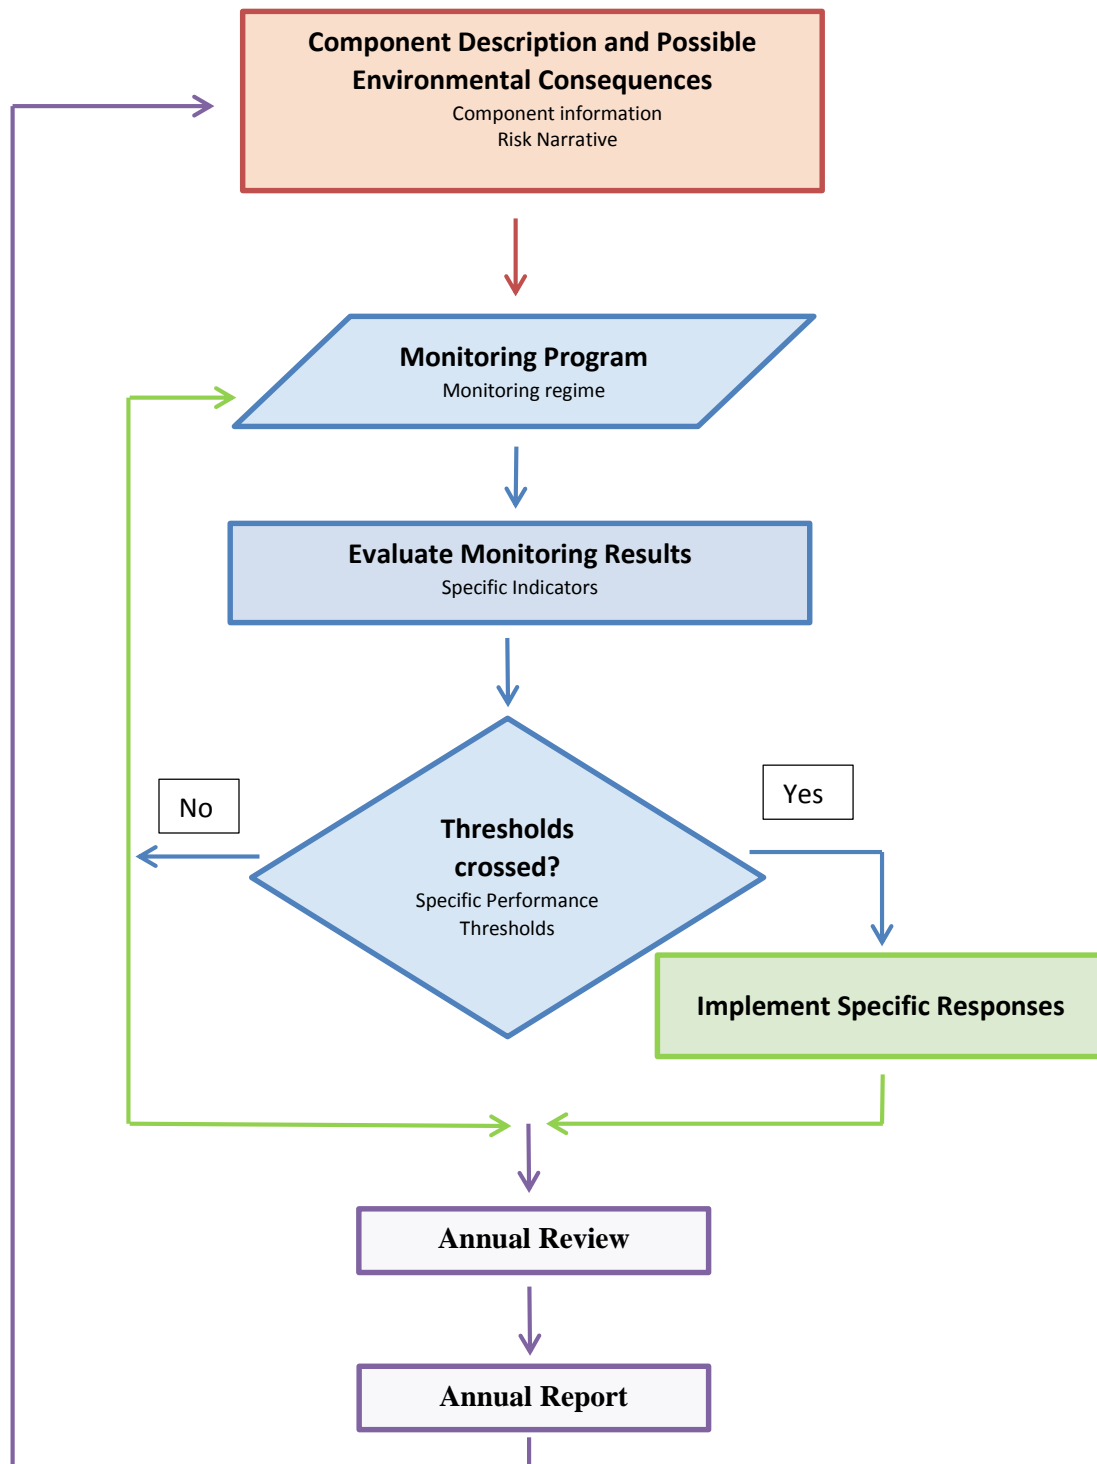 Component Description and Possible
Environmental Consequences
Component information
Risk Narrative
Monitoring Program
Monitoring regime
Evaluate Monitoring Results
Specific Indicators
No
Yes
Thresholds
crossed?
Specific Performance
Thresholds
Implement Specific Responses
Annual Review
Annual Report